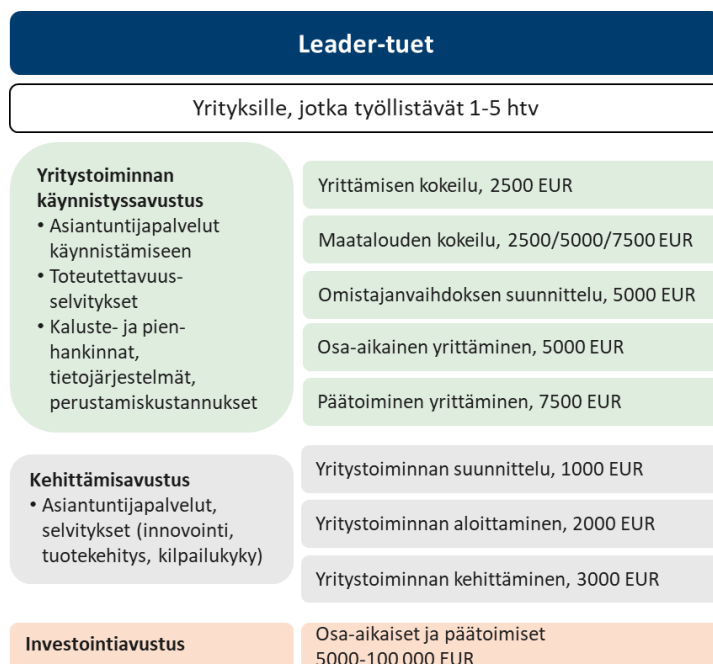 Leader-tuet
Yrityksille, jotka työllistävät 1-5 htv
Yritystoiminnan
käynnistyssavustus
• Asiantuntijapalvelut
käynnistämiseen
• Toteutettavuus-
selvitykset
• Kaluste- ja pien-
hankinnat,
tietojärjestelmät,
perustamiskustannukset
Yrittämisen kokeilu, 2500 EUR
Maatalouden kokeilu, 2500/5000/7500 EUR
Omistajanvaihdoksen suunnittelu, 5000 EUR
Osa-aikainen yrittäminen, 5000 EUR
Päätoiminen yrittäminen, 7500 EUR
Kehittämisavustus
• Asiantuntijapalvelut,
selvitykset (innovointi,
tuotekehitys, kilpailukyky)
Yritystoiminnan suunnittelu, 1000 EUR
Yritystoiminnan aloittaminen, 2000 EUR
Yritystoiminnan kehittäminen, 3000 EUR
Investointiavustus
Osa-aikaiset ja päätoimiset
5000-100 000 EUR